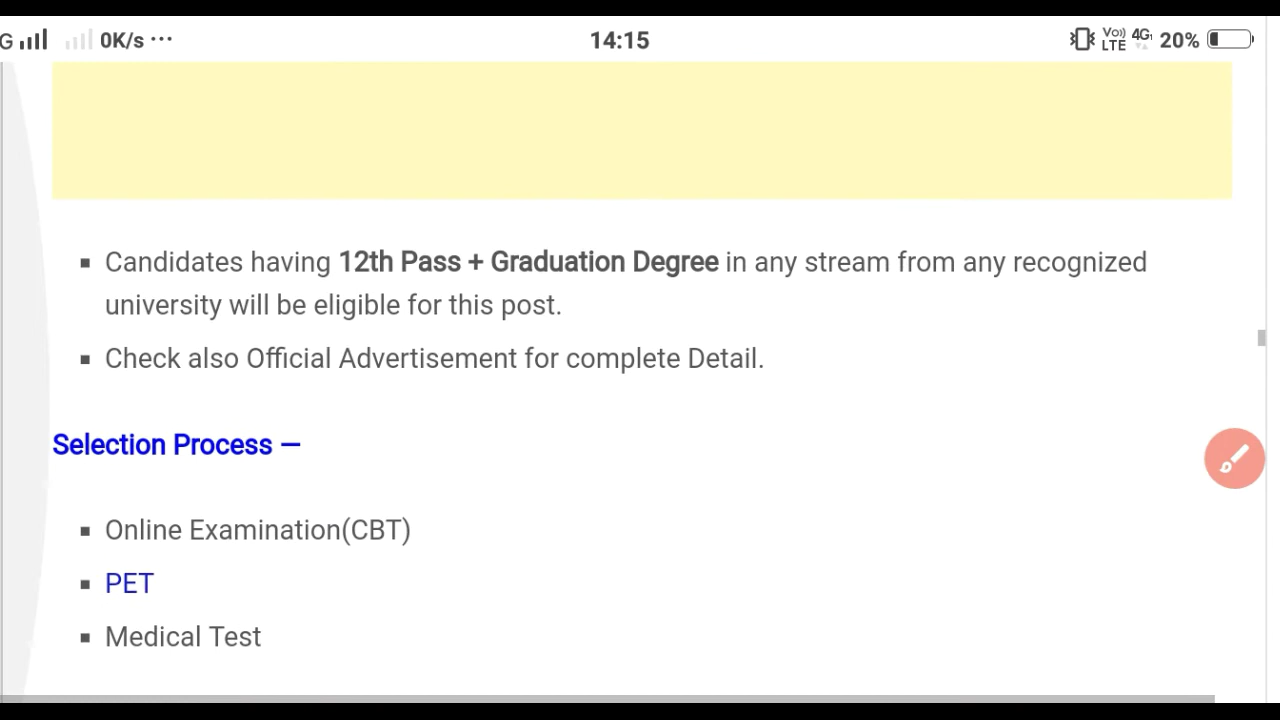 G 0K/s ... 14:15 Vo)) LTE 4G 20%
Candidates having 12th Pass + Graduation Degree in any stream from any recognized
university will be eligible for this post.
Check also Official Advertisement for complete Detail.
Selection Process —
Online Examination(CBT)
PET
Medical Test